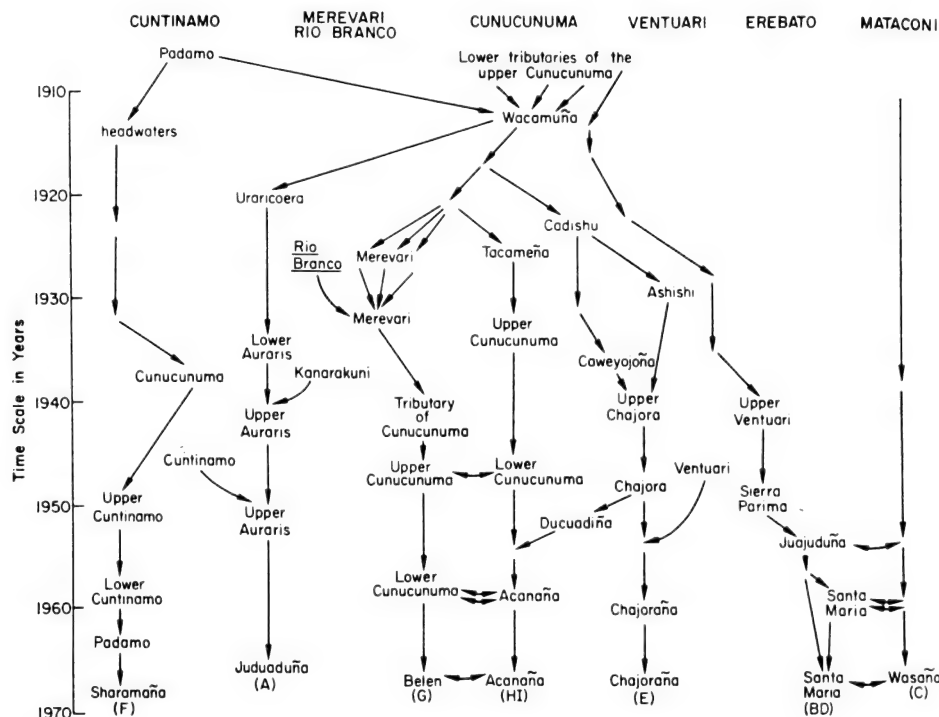 CUNTINAMO
MEREVARI
RIO BRANCO
CUNUCUNUMA
VENTUARI
EREBATO
MATACONI
Padamo
Lower tributaries of the
upper Cunucunuma
1910
Wacamuña
headwaters
1920
Uraricoera
Cadishu
Rio
Branco
Merevari
Tacameña
1930
Ashishi
Merevari
Upper
Cunucunuma
Lower
Auraris
Caweyojoña
Cunucunuma
Kanarakuni
1940
Upper
Auraris
Tributary
of
Cunucunuma
Upper
Chajora
Upper
Ventuari
Cuntinamo
Upper
Cunucunuma
Lower
Cunucunuma
Ventuari
Chajora
1950
Upper
Cuntinamo
Upper
Auraris
Ducuadiña
Sierra
Parima
Juajuduña
Lower
Cuntinamo
Lower
Cunucunuma
Acanaña
Santa
Maria
1960
Chajoraña
Padamo
Juduaduña
(A)
Sharamaña
(F)
Belen
(G)
Acanaña
(HI)
Chajoraña
(E)
Santa
Maria
(BD)
Wasaña
(C)
1970
Time Scale in Years